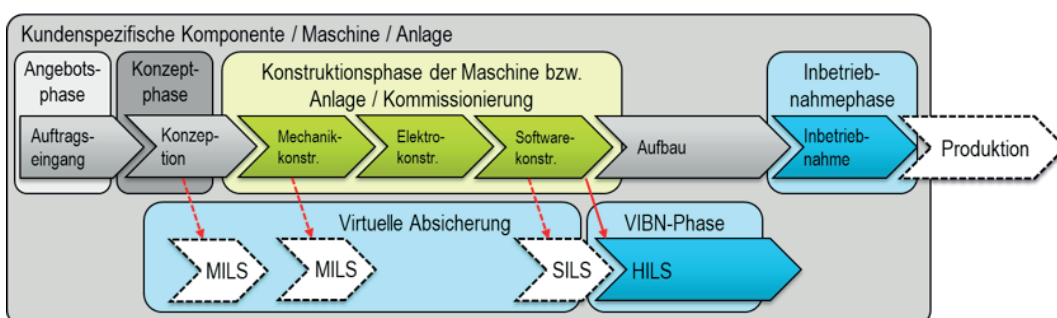 Kundenspezifische Komponente / Maschine / Anlage
Angebots-
phase
Konzept-
phase
Konstruktionsphase der Maschine bzw.
Anlage / Kommissionierung
Inbetrieb-
nahmephase
Auftrags-
eingang
Konzep-
tion
Mechanik-
konstr.
Elektro-
konstr.
Software-
konstr.
Aufbau
Inbetrieb-
nahme
Produktion
Virtuelle Absicherung
VIBN-Phase
MILS
MILS
SILS
HILS